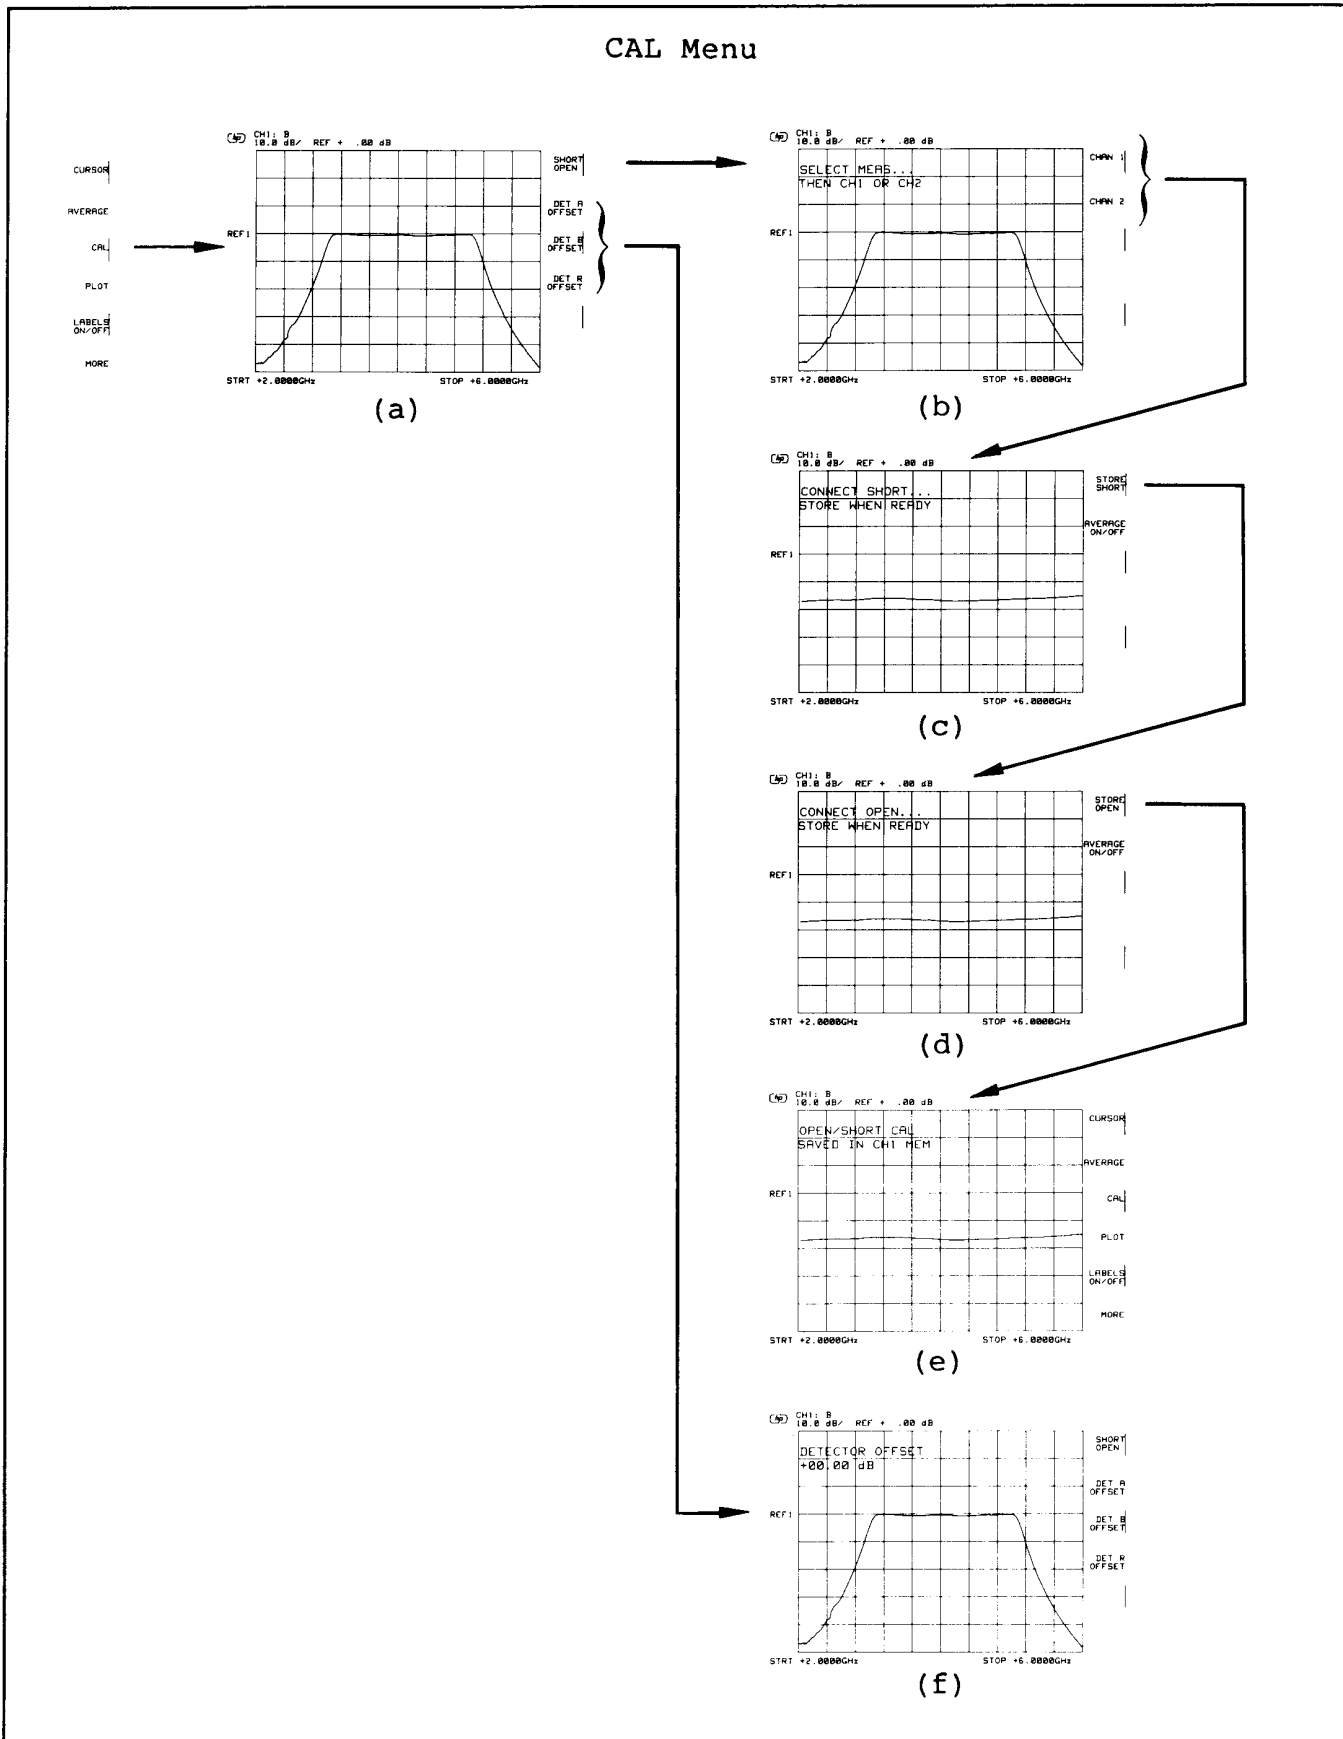 CAL Menu
CURSOR
AVERAGE
CAL
PLOT
LABELS
ON/OFF
MORE
hp CH1: B
10.0 dB/ REF + .00 dB
REF1
STRT +2.0000GHz STOP +6.0000GHz
SHORT
OPEN
DET A
OFFSET
DET B
OFFSET
DET R
OFFSET
(a)
hp CH1: B
10.0 dB/ REF + .00 dB
SELECT MEAS...
THEN CH1 OR CH2
REF1
STRT +2.0000GHz STOP +6.0000GHz
CHAN 1
CHAN 2
(b)
hp CH1: B
10.0 dB/ REF + .00 dB
CONNECT SHORT...
STORE WHEN READY
REF1
STRT +2.0000GHz STOP +6.0000GHz
STORE
SHORT
AVERAGE
ON/OFF
(c)
hp CH1: B
10.0 dB/ REF + .00 dB
CONNECT OPEN...
STORE WHEN READY
REF1
STRT +2.0000GHz STOP +6.0000GHz
STORE
OPEN
AVERAGE
ON/OFF
(d)
hp CH1: B
10.0 dB/ REF + .00 dB
OPEN/SHORT CAL
SAVED IN CH1 MEM
REF1
STRT +2.0000GHz STOP +6.0000GHz
CURSOR
AVERAGE
CAL
PLOT
LABELS
ON/OFF
MORE
(e)
hp CH1: B
10.0 dB/ REF + .00 dB
DETECTOR OFFSET
+00.00 dB
REF1
STRT +2.0000GHz STOP +6.0000GHz
SHORT
OPEN
DET A
OFFSET
DET B
OFFSET
DET R
OFFSET
(f)